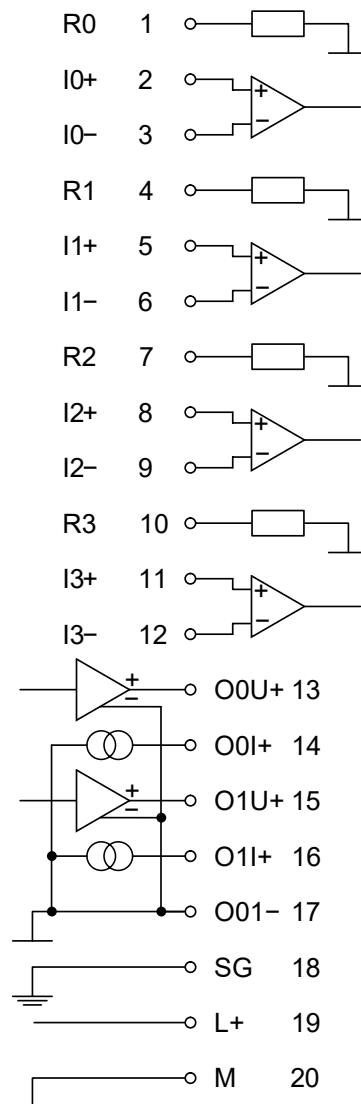 R0 1
I0+ 2
+
I0− 3
−
R1 4
I1+ 5
+
I1− 6
−
R2 7
I2+ 8
+
I2− 9
−
R3 10
I3+ 11
+
I3− 12
−
+
− O0U+ 13
O0I+ 14
+
− O1U+ 15
O1I+ 16
O01− 17
SG 18
L+ 19
M 20